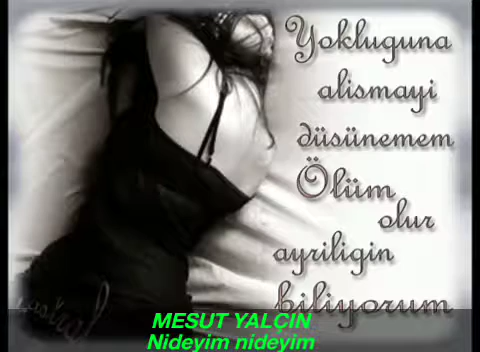 Yokluguna
alismayi
düsünemem
Ölüm
olur
ayriligin
biliyorum
MESUT YALÇIN
Nideyim nideyim